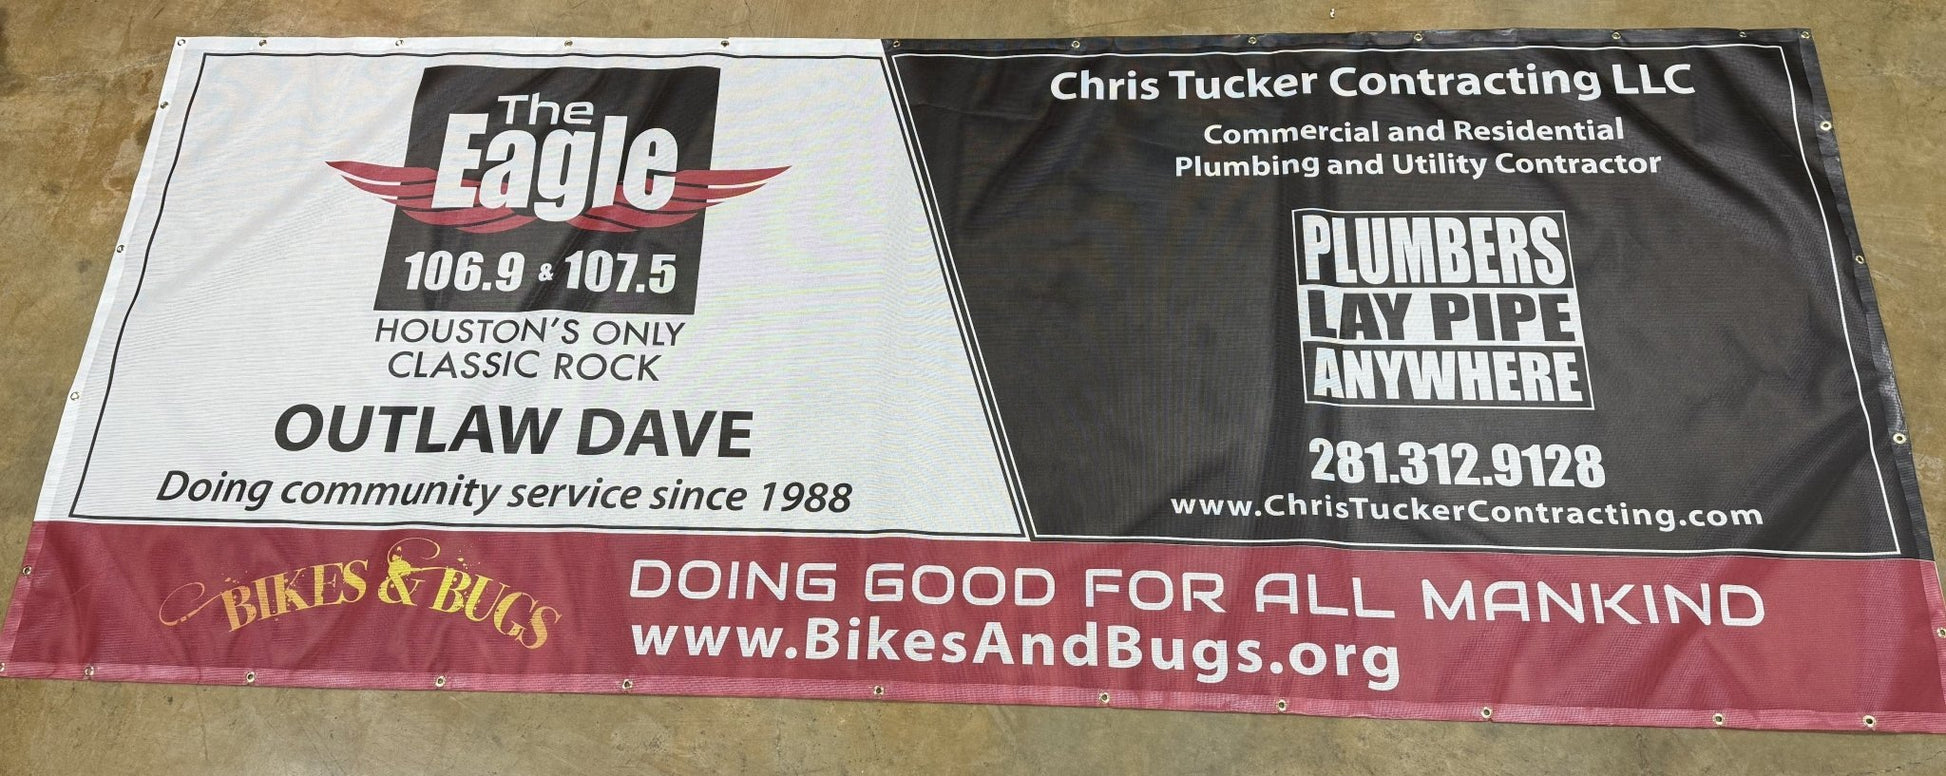 The
Eagle
106.9 & 107.5
HOUSTON'S ONLY
CLASSIC ROCK
OUTLAW DAVE
Doing community service since 1988
Chris Tucker Contracting LLC
Commercial and Residential
Plumbing and Utility Contractor
PLUMBERS
LAY PIPE
ANYWHERE
281.312.9128
www.ChrisTuckerContracting.com
BIKES & BUGS
DOING GOOD FOR ALL MANKIND
www.BikesAndBugs.org